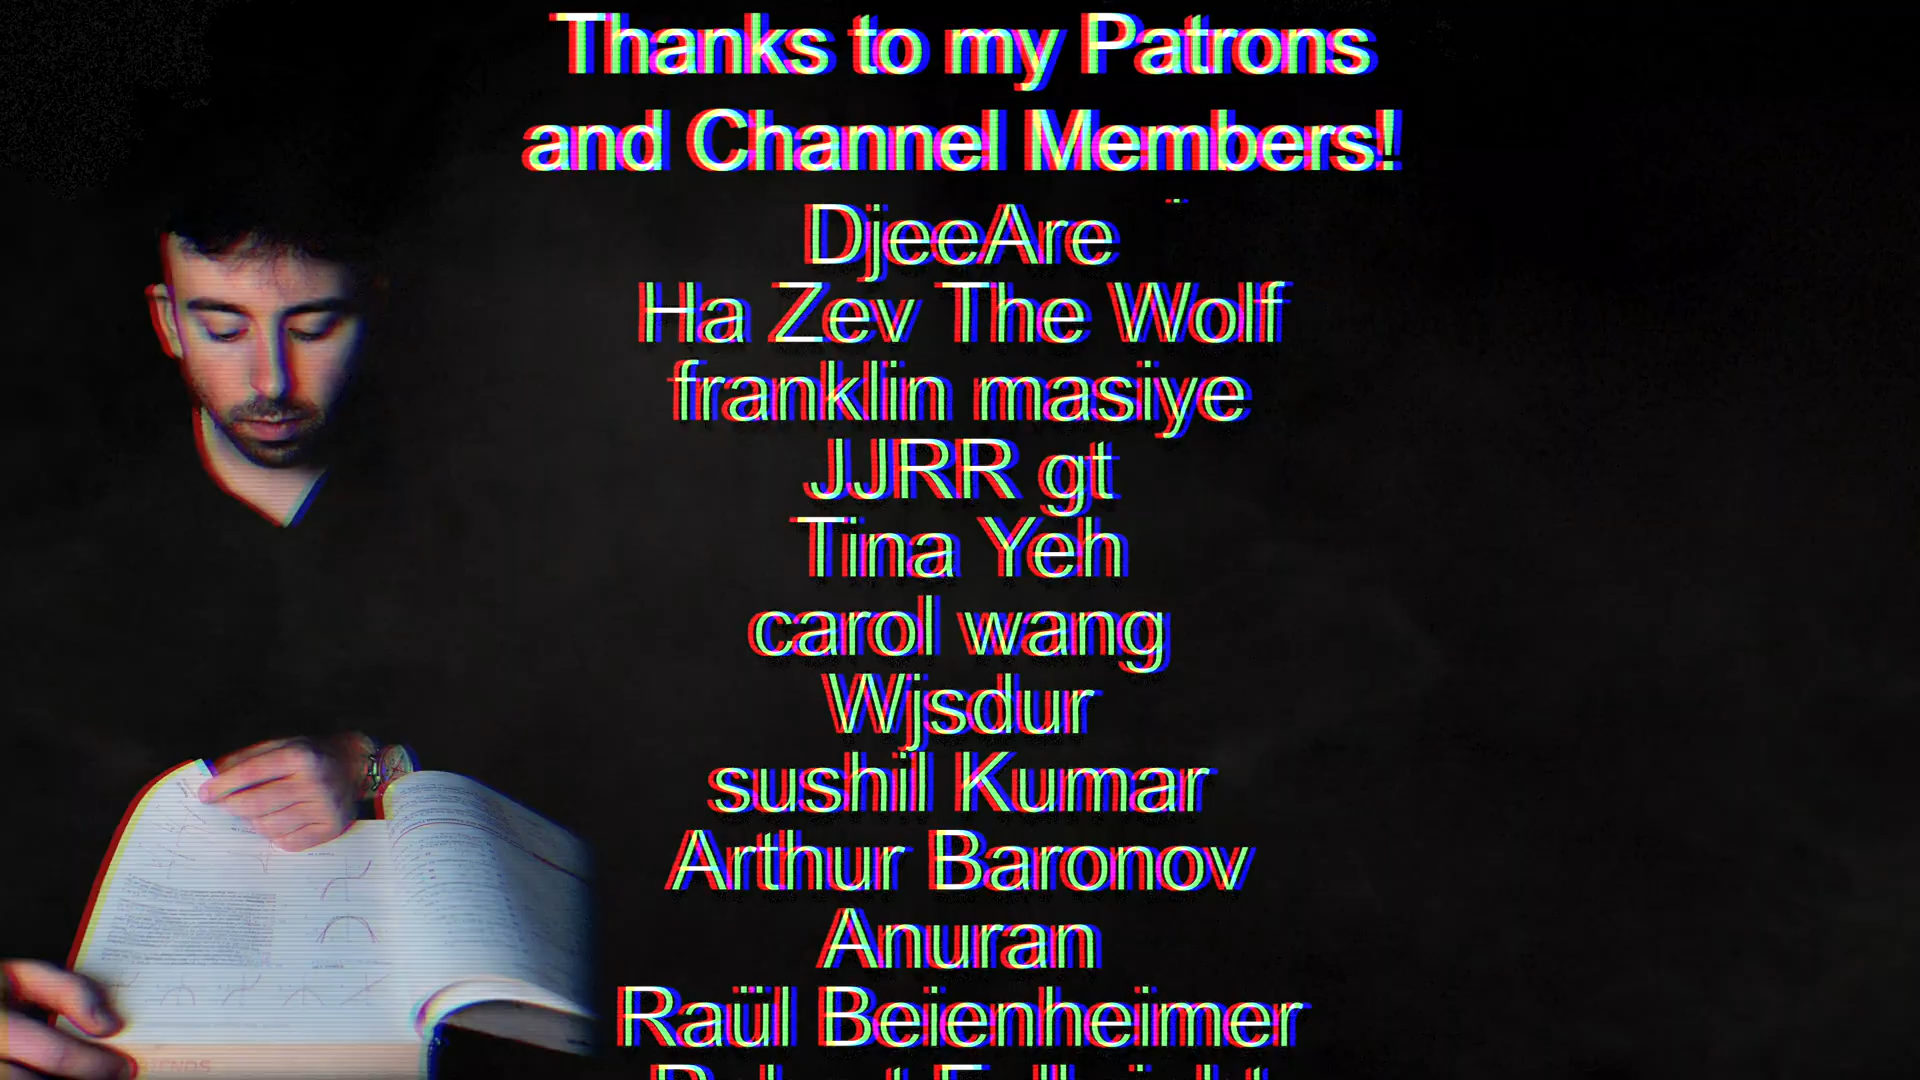 Thanks to my Patrons
and Channel Members!
DjeeAre
Ha Zev The Wolf
franklin masiye
JJRR gt
Tina Yeh
carol wang
Wjsdur
sushil Kumar
Arthur Baronov
Anuran
Raül Beienheimer